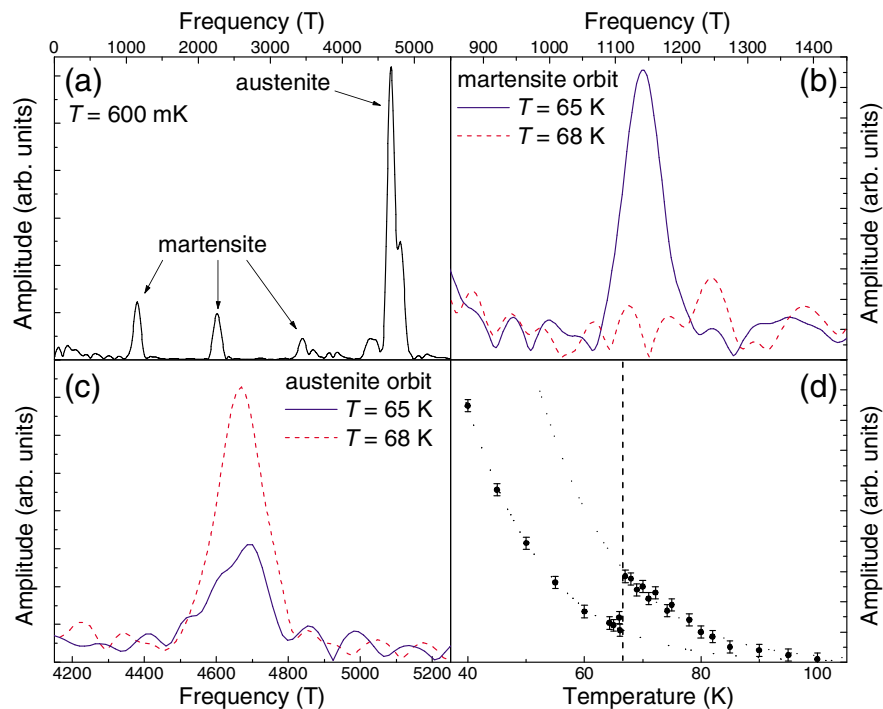 Frequency (T)
Frequency (T)
0 1000 2000 3000 4000 5000
900 1000 1100 1200 1300 1400
(a)
T = 600 mK
austenite
martensite
Amplitude (arb. units)
(b)
martensite orbit
T = 65 K
T = 68 K
Amplitude (arb. units)
(c)
austenite orbit
T = 65 K
T = 68 K
Amplitude (arb. units)
(d)
Amplitude (arb. units)
4200 4400 4600 4800 5000 5200
40 60 80 100
Frequency (T)
Temperature (K)